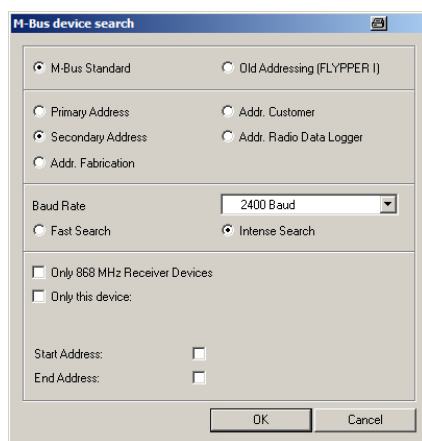 M-Bus device search
M-Bus Standard
Old Addressing (FLYPPER I)
Primary Address
Addr. Customer
Secondary Address
Addr. Radio Data Logger
Addr. Fabrication
Baud Rate
2400 Baud
Fast Search
Intense Search
Only 868 MHz Receiver Devices
Only this device:
Start Address:
End Address:
OK
Cancel